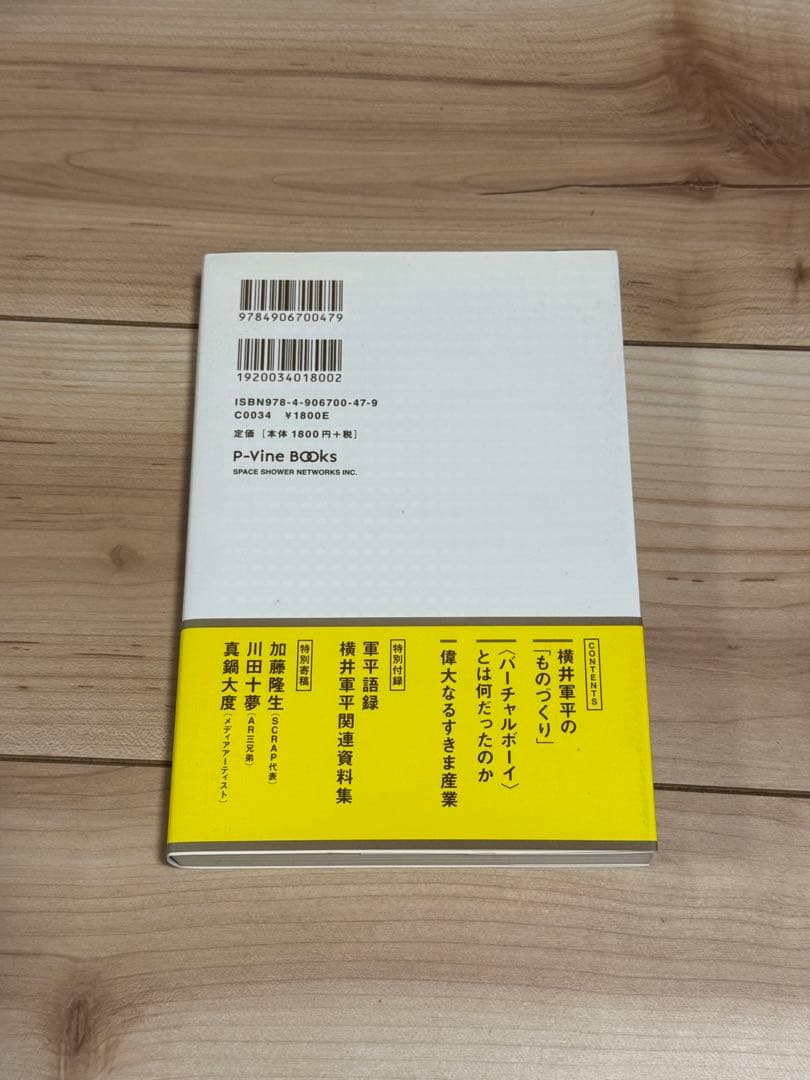 9784906700479
1920034018002
ISBN978-4-906700-47-9
C0034 ¥1800E
定価［本体1800円+税］
P-Vine BOOks
SPACE SHOWER NETWORKS INC.
CONTENTS
横井軍平の
「ものづくり」
〈バーチャルボーイ〉
とは何だったのか
偉大なるすきま産業
特別付録
軍平語録
横井軍平関連資料集
特別寄稿
加藤隆生（SCRAP代表）
川田十夢（AR三兄弟）
真鍋大度（メディアアーティスト）